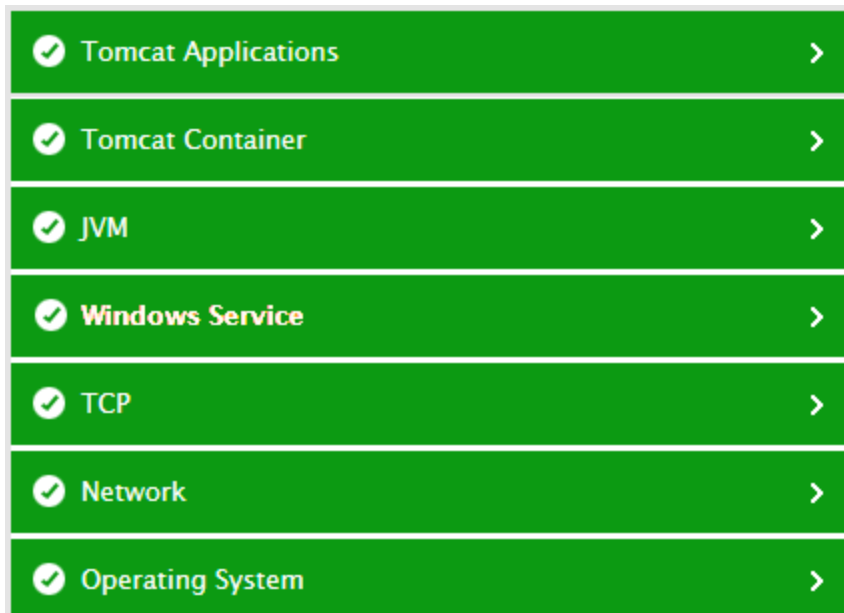 Tomcat Applications
Tomcat Container
JVM
Windows Service
TCP
Network
Operating System